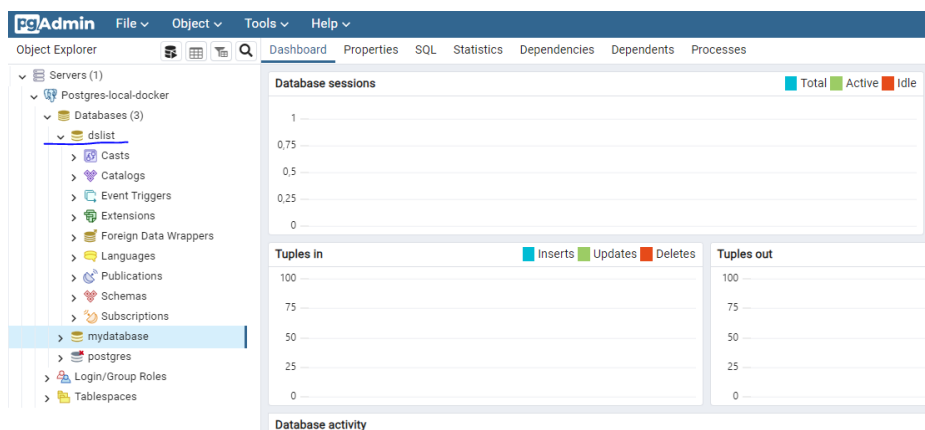 pgAdmin File Object Tools Help
Object Explorer
Dashboard Properties SQL Statistics Dependencies Dependents Processes
Servers (1)
Postgres-local-docker
Databases (3)
dslist
Casts
Catalogs
Event Triggers
Extensions
Foreign Data Wrappers
Languages
Publications
Schemas
Subscriptions
mydatabase
postgres
Login/Group Roles
Tablespaces
Database sessions
Total Active Idle
1
0,75
0,5
0,25
0
Tuples in
Inserts Updates Deletes
100
75
50
25
0
Tuples out
100
75
50
25
0
Database activity